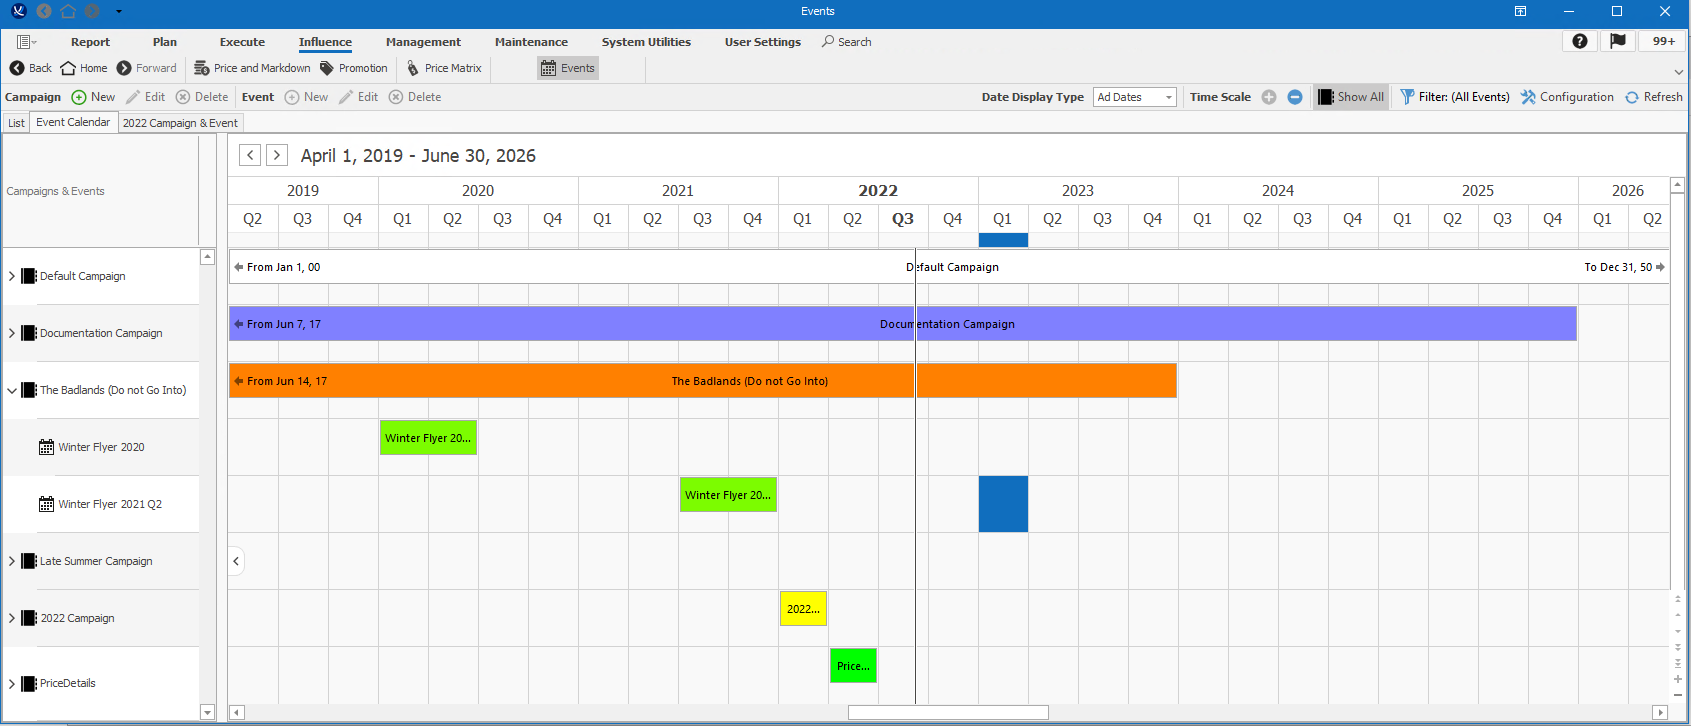 Events
Report Plan Execute Influence Management Maintenance System Utilities User Settings Search 99+
Back Home Forward Price and Markdown Promotion Price Matrix Events
Campaign New Edit Delete Event New Edit Delete Date Display Type Ad Dates Time Scale Show All Filter: (All Events) Configuration Refresh
List Event Calendar 2022 Campaign & Event
April 1, 2019 - June 30, 2026
Campaigns & Events
2019 2020 2021 2022 2023 2024 2025 2026
Q2 Q3 Q4 Q1 Q2 Q3 Q4 Q1 Q2 Q3 Q4 Q1 Q2 Q3 Q4 Q1 Q2 Q3 Q4 Q1 Q2 Q3 Q4 Q1 Q2 Q3 Q4 Q1 Q2
Default Campaign From Jan 1, 00 Default Campaign To Dec 31, 50
Documentation Campaign From Jun 7, 17 Documentation Campaign
The Badlands (Do not Go Into) From Jun 14, 17 The Badlands (Do not Go Into)
Winter Flyer 2020 Winter Flyer 20...
Winter Flyer 2021 Q2 Winter Flyer 20...
Late Summer Campaign
2022 Campaign 2022...
PriceDetails Price...